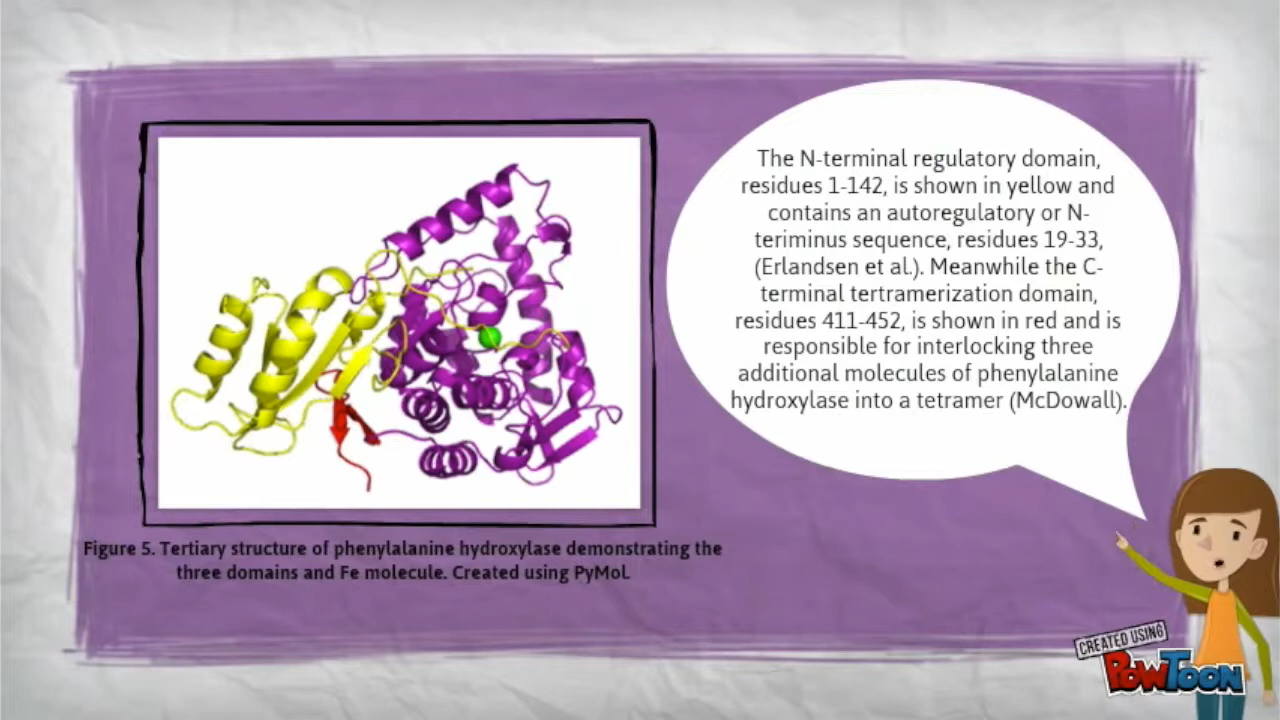 The N-terminal regulatory domain,
residues 1-142, is shown in yellow and
contains an autoregulatory or N-
teriminus sequence, residues 19-33,
(Erlandsen et al.). Meanwhile the C-
terminal tertramerization domain,
residues 411-452, is shown in red and is
responsible for interlocking three
additional molecules of phenylalanine
hydroxylase into a tetramer (McDowall).
Figure 5. Tertiary structure of phenylalanine hydroxylase demonstrating the
three domains and Fe molecule. Created using PyMol.
CREATED USING
POWTOON